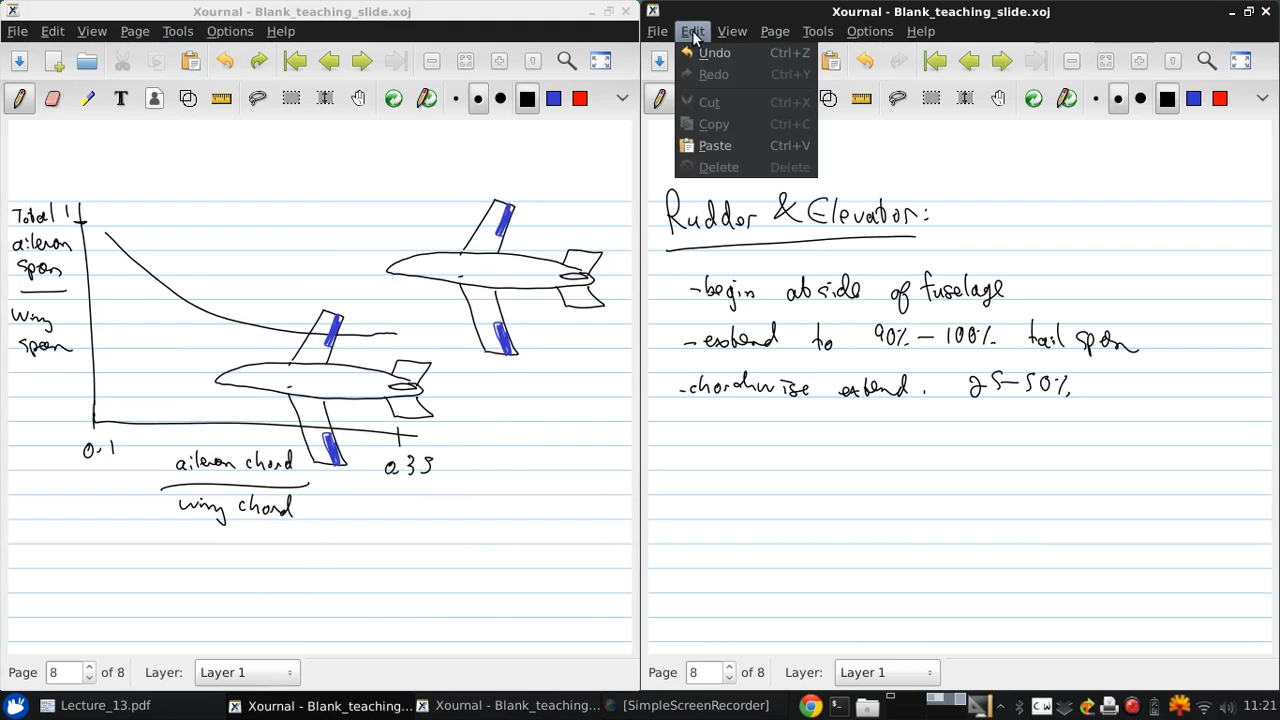 Xournal - Blank_teaching_slide.xoj
File Edit View Page Tools Options Help
Total 1
aileron
span
wing
span
0.1
aileron chord
wing chord
0.35
Page 8 of 8 Layer: Layer 1
Xournal - Blank_teaching_slide.xoj
File Edit View Page Tools Options Help
Undo Ctrl+Z
Redo Ctrl+Y
Cut Ctrl+X
Copy Ctrl+C
Paste Ctrl+V
Delete Delete
Rudder & Elevator:
- begin at side of fuselage
- extend to 90% - 100% tail span
- chordwise extend. 25-50%
Page 8 of 8 Layer: Layer 1
Lecture_13.pdf Xournal - Blank_teaching... Xournal - Blank_teaching... [SimpleScreenRecorder] 11:21